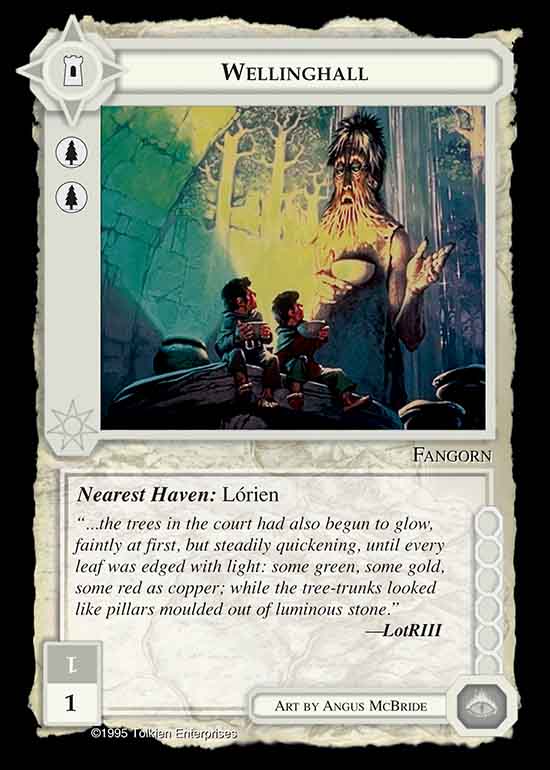 WELLINGHALL
FANGORN
Nearest Haven: Lórien
“...the trees in the court had also begun to glow,
faintly at first, but steadily quickening, until every
leaf was edged with light: some green, some gold,
some red as copper; while the tree-trunks looked
like pillars moulded out of luminous stone.”
—LotRIII
1
1
ART BY ANGUS MCBRIDE
©1995 Tolkien Enterprises